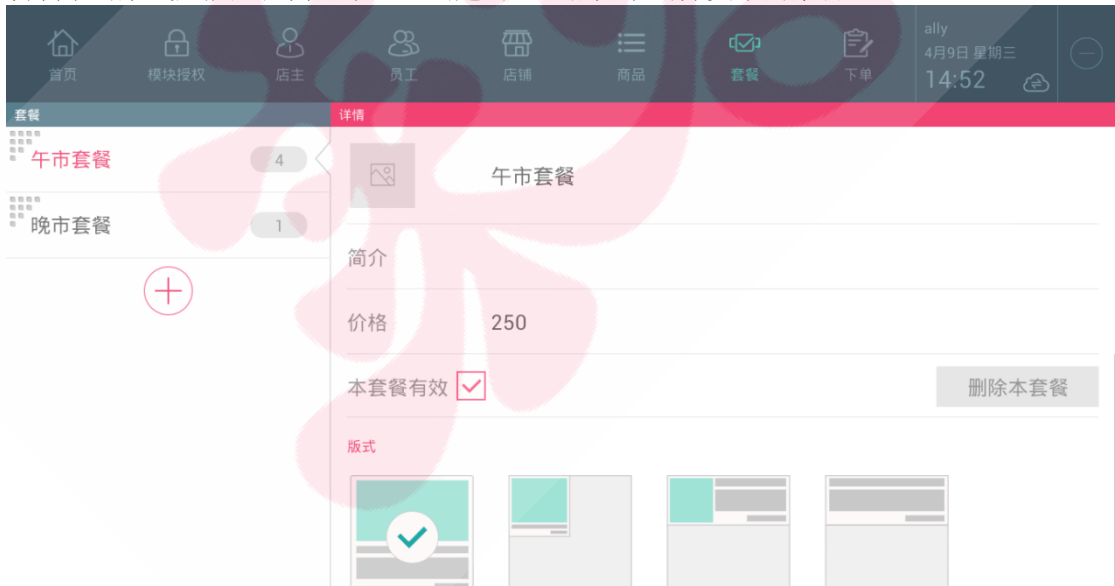 首页
模块授权
店主
员工
店铺
商品
套餐
下单
ally
4月9日 星期三
14:52
套餐
详情
午市套餐
4
午市套餐
晚市套餐
1
简介
价格
250
本套餐有效
删除本套餐
版式